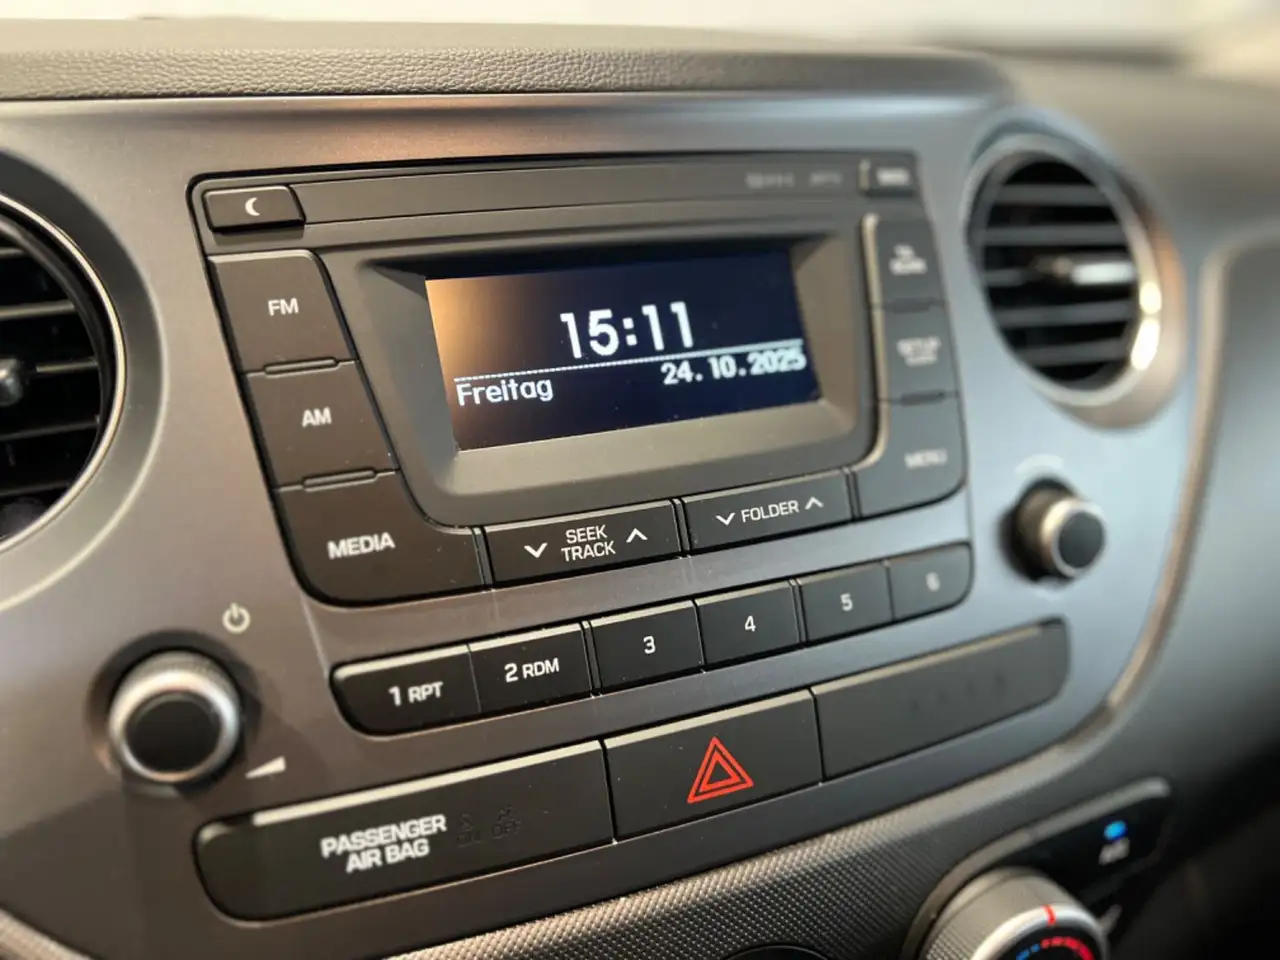 FM
15:11
Freitag 24.10.2025
AM
SETUP
MENU
MEDIA
SEEK
TRACK
FOLDER
1 RPT
2 RDM
3
4
5
6
PASSENGER
AIR BAG